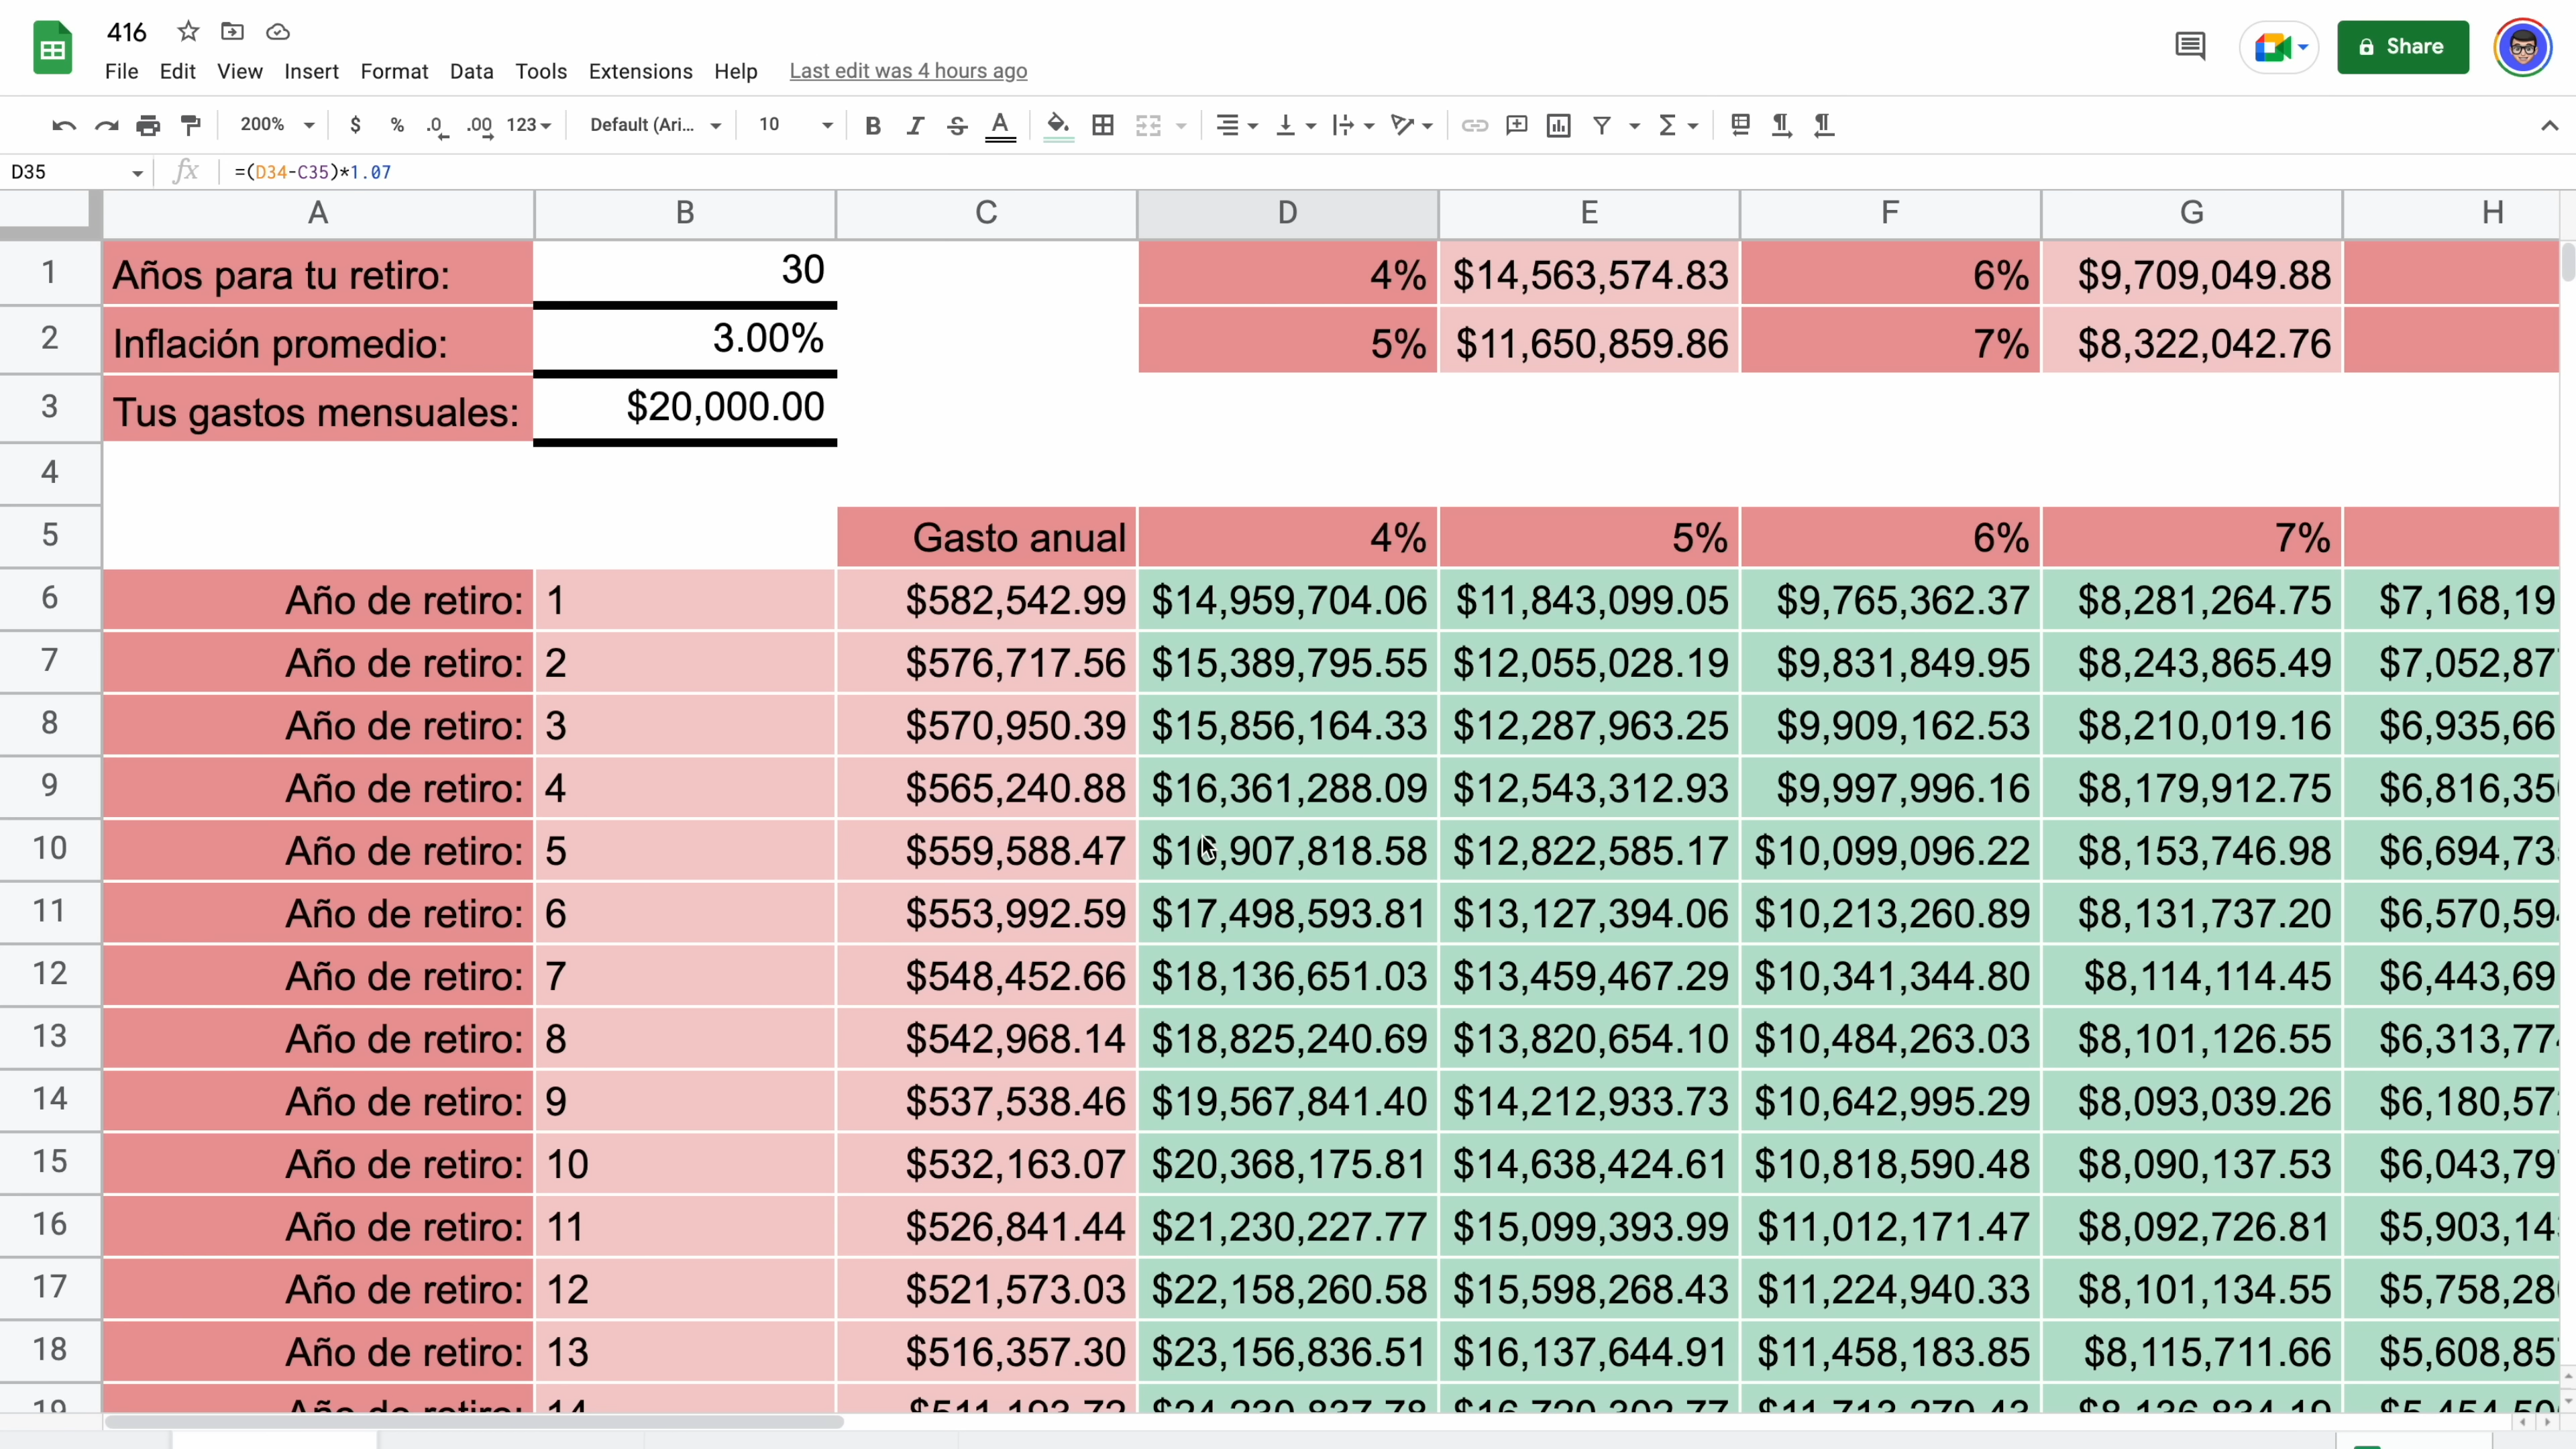 416
File Edit View Insert Format Data Tools Extensions Help Last edit was 4 hours ago
Share
200% $ % .0 .00 123 Default (Ari... 10 B I S A
D35 fx =(D34-C35)*1.07
A B C D E F G H
1 Años para tu retiro: 30 4% $14,563,574.83 6% $9,709,049.88
2 Inflación promedio: 3.00% 5% $11,650,859.86 7% $8,322,042.76
3 Tus gastos mensuales: $20,000.00
4
5 Gasto anual 4% 5% 6% 7%
6 Año de retiro: 1 $582,542.99 $14,959,704.06 $11,843,099.05 $9,765,362.37 $8,281,264.75 $7,168,19
7 Año de retiro: 2 $576,717.56 $15,389,795.55 $12,055,028.19 $9,831,849.95 $8,243,865.49 $7,052,87
8 Año de retiro: 3 $570,950.39 $15,856,164.33 $12,287,963.25 $9,909,162.53 $8,210,019.16 $6,935,66
9 Año de retiro: 4 $565,240.88 $16,361,288.09 $12,543,312.93 $9,997,996.16 $8,179,912.75 $6,816,35
10 Año de retiro: 5 $559,588.47 $16,907,818.58 $12,822,585.17 $10,099,096.22 $8,153,746.98 $6,694,73
11 Año de retiro: 6 $553,992.59 $17,498,593.81 $13,127,394.06 $10,213,260.89 $8,131,737.20 $6,570,59
12 Año de retiro: 7 $548,452.66 $18,136,651.03 $13,459,467.29 $10,341,344.80 $8,114,114.45 $6,443,69
13 Año de retiro: 8 $542,968.14 $18,825,240.69 $13,820,654.10 $10,484,263.03 $8,101,126.55 $6,313,77
14 Año de retiro: 9 $537,538.46 $19,567,841.40 $14,212,933.73 $10,642,995.29 $8,093,039.26 $6,180,57
15 Año de retiro: 10 $532,163.07 $20,368,175.81 $14,638,424.61 $10,818,590.48 $8,090,137.53 $6,043,79
16 Año de retiro: 11 $526,841.44 $21,230,227.77 $15,099,393.99 $11,012,171.47 $8,092,726.81 $5,903,14
17 Año de retiro: 12 $521,573.03 $22,158,260.58 $15,598,268.43 $11,224,940.33 $8,101,134.55 $5,758,28
18 Año de retiro: 13 $516,357.30 $23,156,836.51 $16,137,644.91 $11,458,183.85 $8,115,711.66 $5,608,85
19 Año de retiro: 14